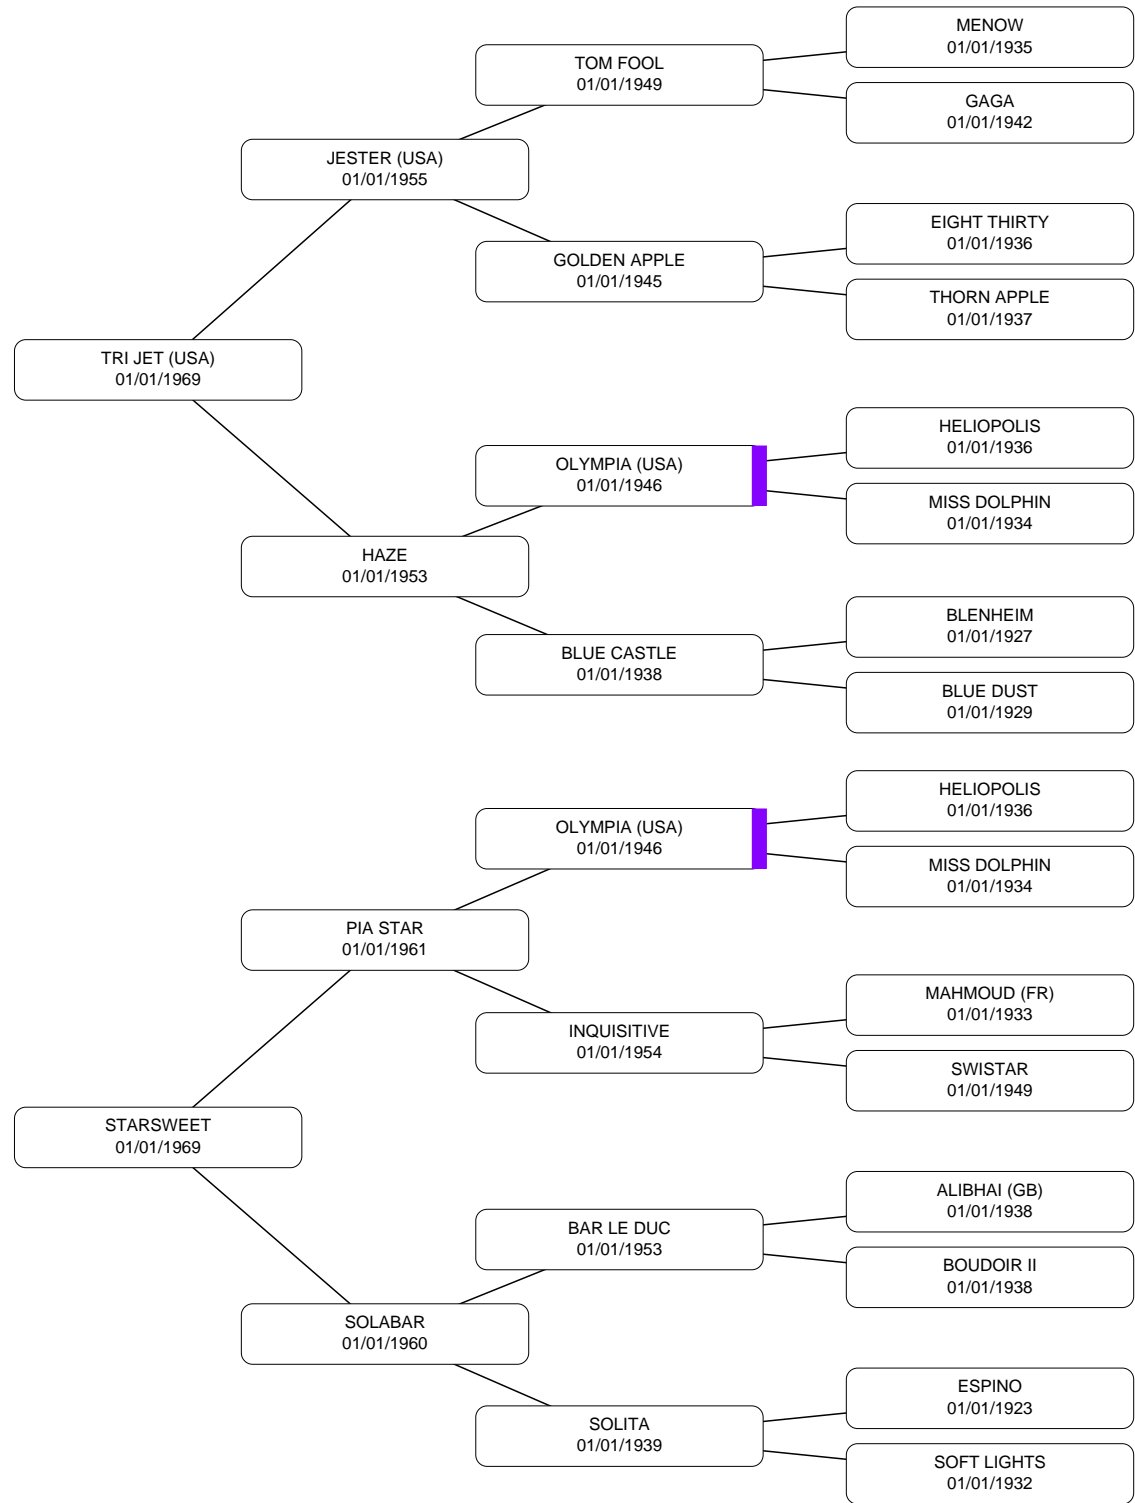 MENOW
01/01/1935
TOM FOOL
01/01/1949
GAGA
01/01/1942
JESTER (USA)
01/01/1955
EIGHT THIRTY
01/01/1936
GOLDEN APPLE
01/01/1945
THORN APPLE
01/01/1937
TRI JET (USA)
01/01/1969
HELIOPOLIS
01/01/1936
OLYMPIA (USA)
01/01/1946
MISS DOLPHIN
01/01/1934
HAZE
01/01/1953
BLENHEIM
01/01/1927
BLUE CASTLE
01/01/1938
BLUE DUST
01/01/1929
HELIOPOLIS
01/01/1936
OLYMPIA (USA)
01/01/1946
MISS DOLPHIN
01/01/1934
PIA STAR
01/01/1961
MAHMOUD (FR)
01/01/1933
INQUISITIVE
01/01/1954
SWISTAR
01/01/1949
STARSWEET
01/01/1969
ALIBHAI (GB)
01/01/1938
BAR LE DUC
01/01/1953
BOUDOIR II
01/01/1938
SOLABAR
01/01/1960
ESPINO
01/01/1923
SOLITA
01/01/1939
SOFT LIGHTS
01/01/1932